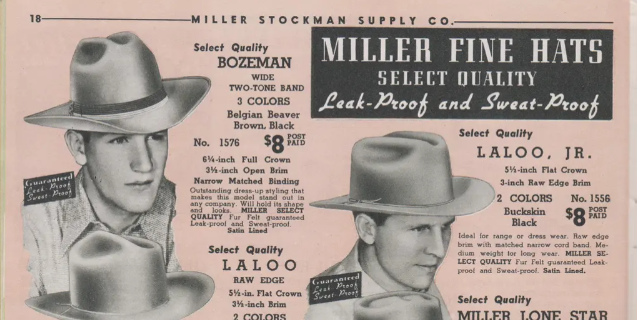 18 MILLER STOCKMAN SUPPLY CO.
MILLER FINE HATS
SELECT QUALITY
Leak-Proof and Sweat-Proof
Select Quality
BOZEMAN
WIDE
TWO-TONE BAND
3 COLORS
Belgian Beaver
Brown, Black
No. 1576 $8 POST PAID
6¼-inch Full Crown
3½-inch Open Brim
Narrow Matched Binding
Outstanding dress-up styling that
makes this model stand out in
any company. Will hold its shape
and looks. MILLER SELECT
QUALITY Fur Felt guaranteed
Leak-proof and Sweat-proof.
Satin Lined
Guaranteed
Leak Proof
Sweat Proof
Select Quality
LALOO
RAW EDGE
5½-in. Flat Crown
3½-inch Brim
2 COLORS
Select Quality
LALOO, JR.
5½-inch Flat Crown
3-inch Raw Edge Brim
2 COLORS No. 1556
Buckskin
Black
$8 POST PAID
Ideal for range or dress wear. Raw edge
brim with matched narrow cord band. Me-
dium weight for long wear. MILLER SE-
LECT QUALITY Fur Felt guaranteed Leak-
proof and Sweat-proof. Satin Lined.
Guaranteed
Leak Proof
Sweat Proof
Select Quality
MILLER LONE STAR